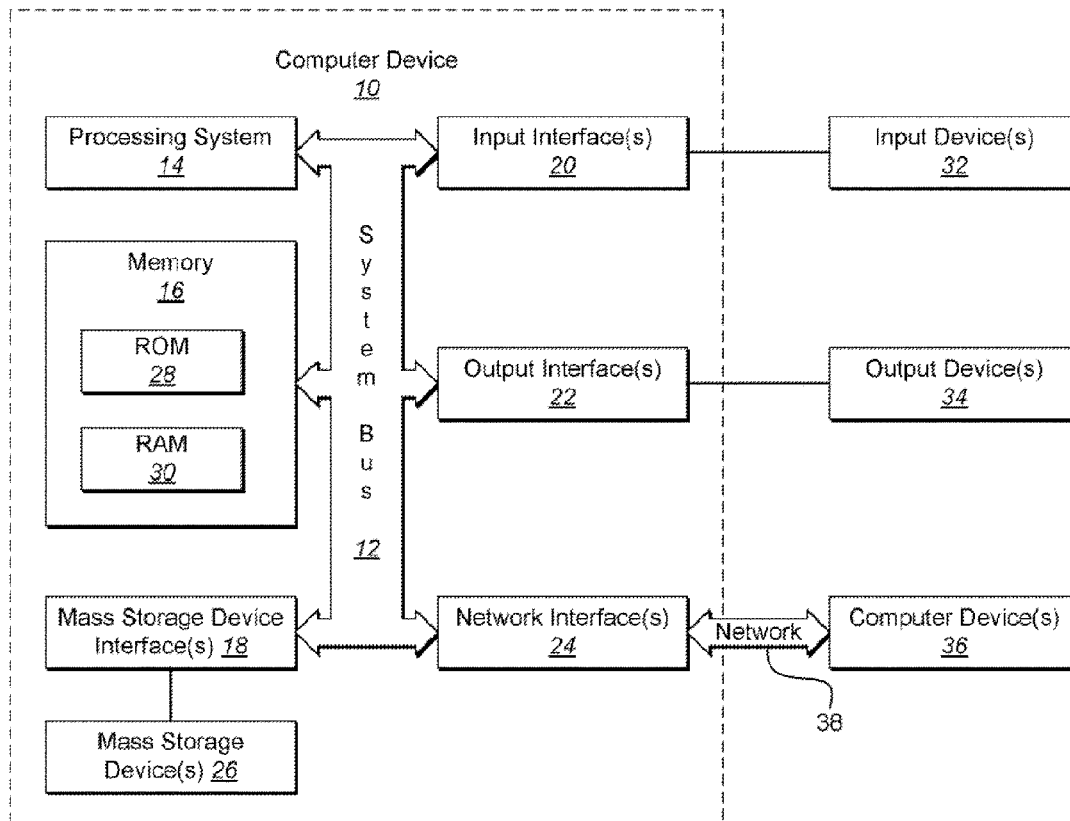 Computer Device
10
Processing System
14
Input Interface(s)
20
Input Device(s)
32
Memory
16
ROM
28
RAM
30
System Bus
12
Output Interface(s)
22
Output Device(s)
34
Mass Storage Device
Interface(s) 18
Network Interface(s)
24
Network
Computer Device(s)
36
38
Mass Storage
Device(s) 26